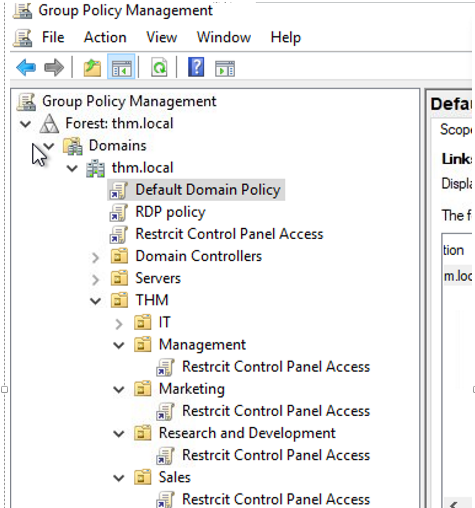 Group Policy Management
File Action View Window Help
Group Policy Management
Forest: thm.local
Domains
thm.local
Default Domain Policy
RDP policy
Restrcit Control Panel Access
Domain Controllers
Servers
THM
IT
Management
Restrcit Control Panel Access
Marketing
Restrcit Control Panel Access
Research and Development
Restrcit Control Panel Access
Sales
Restrcit Control Panel Access
Defau
Scope
Link
Displa
The f
tion
m.loc